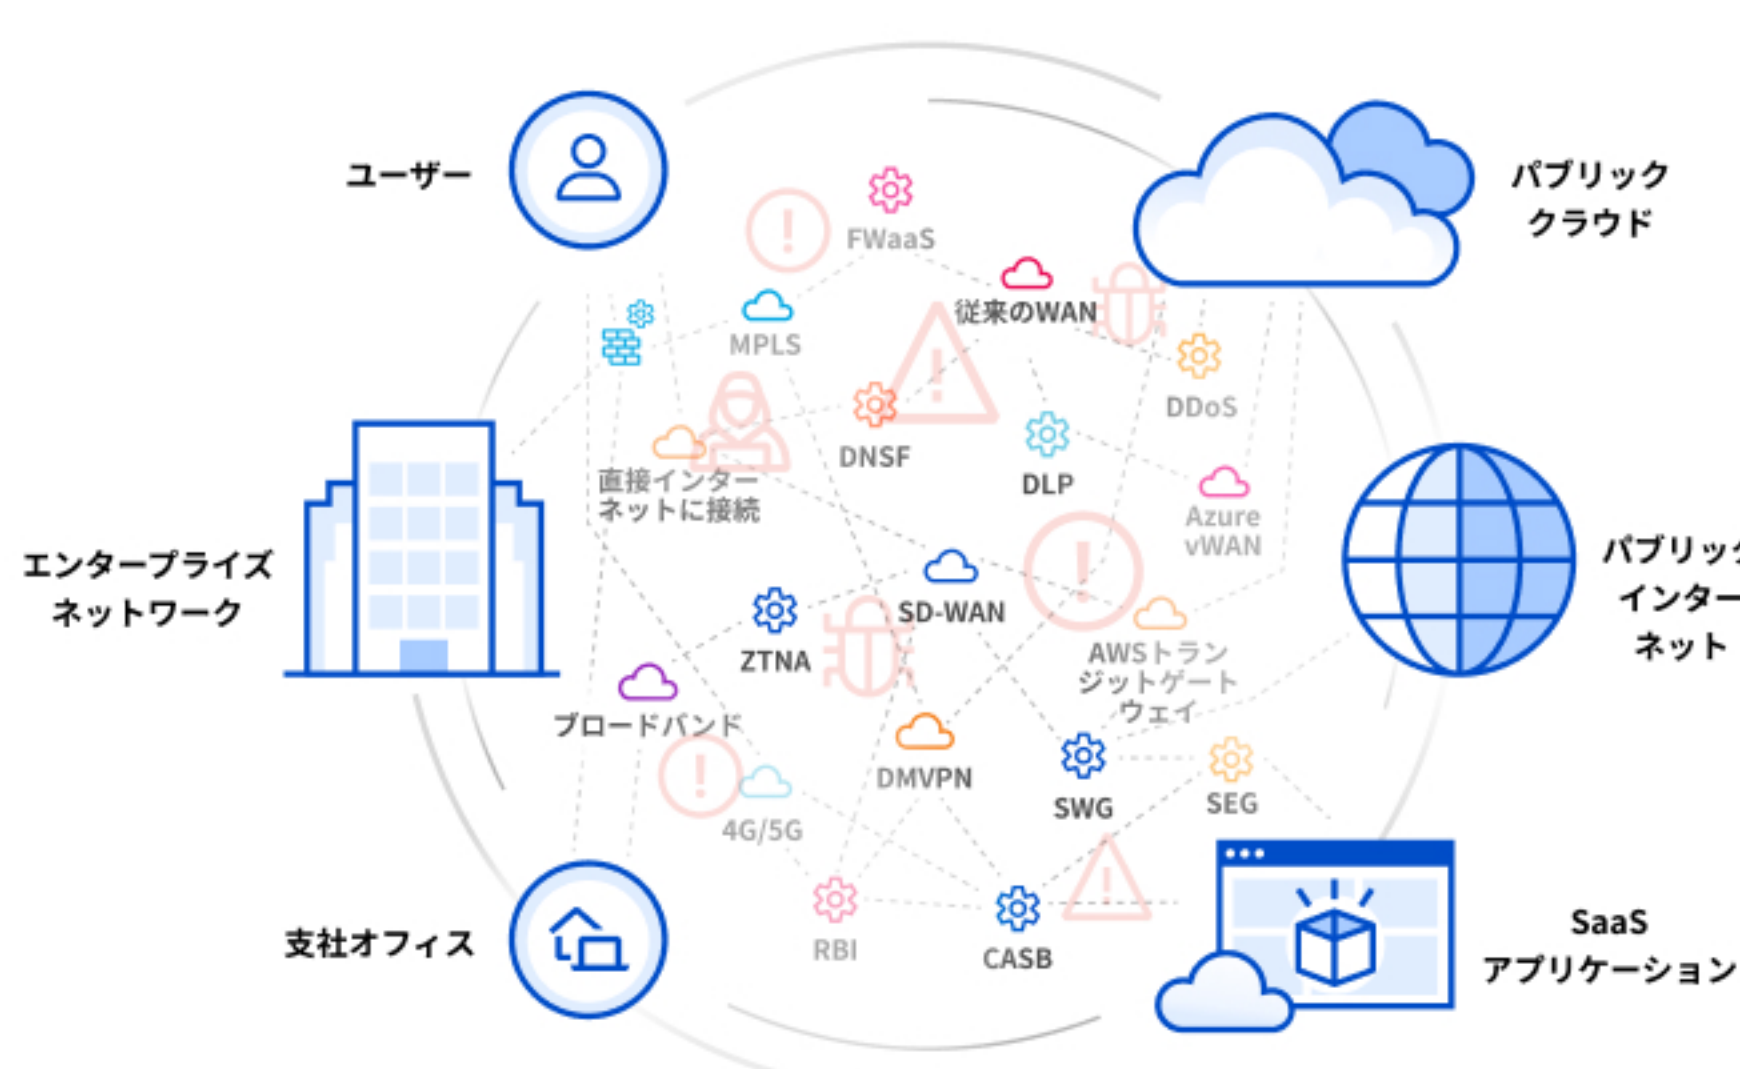 ユーザー
パブリック
クラウド
FWaaS
従来のWAN
MPLS
DDoS
DNSF
DLP
直接インター
ネットに接続
Azure
vWAN
エンタープライズ
ネットワーク
パブリック
インター
ネット
SD-WAN
ZTNA
AWSトラン
ジットゲート
ウェイ
ブロードバンド
DMVPN
SWG
SEG
4G/5G
支社オフィス
RBI
CASB
SaaS
アプリケーション